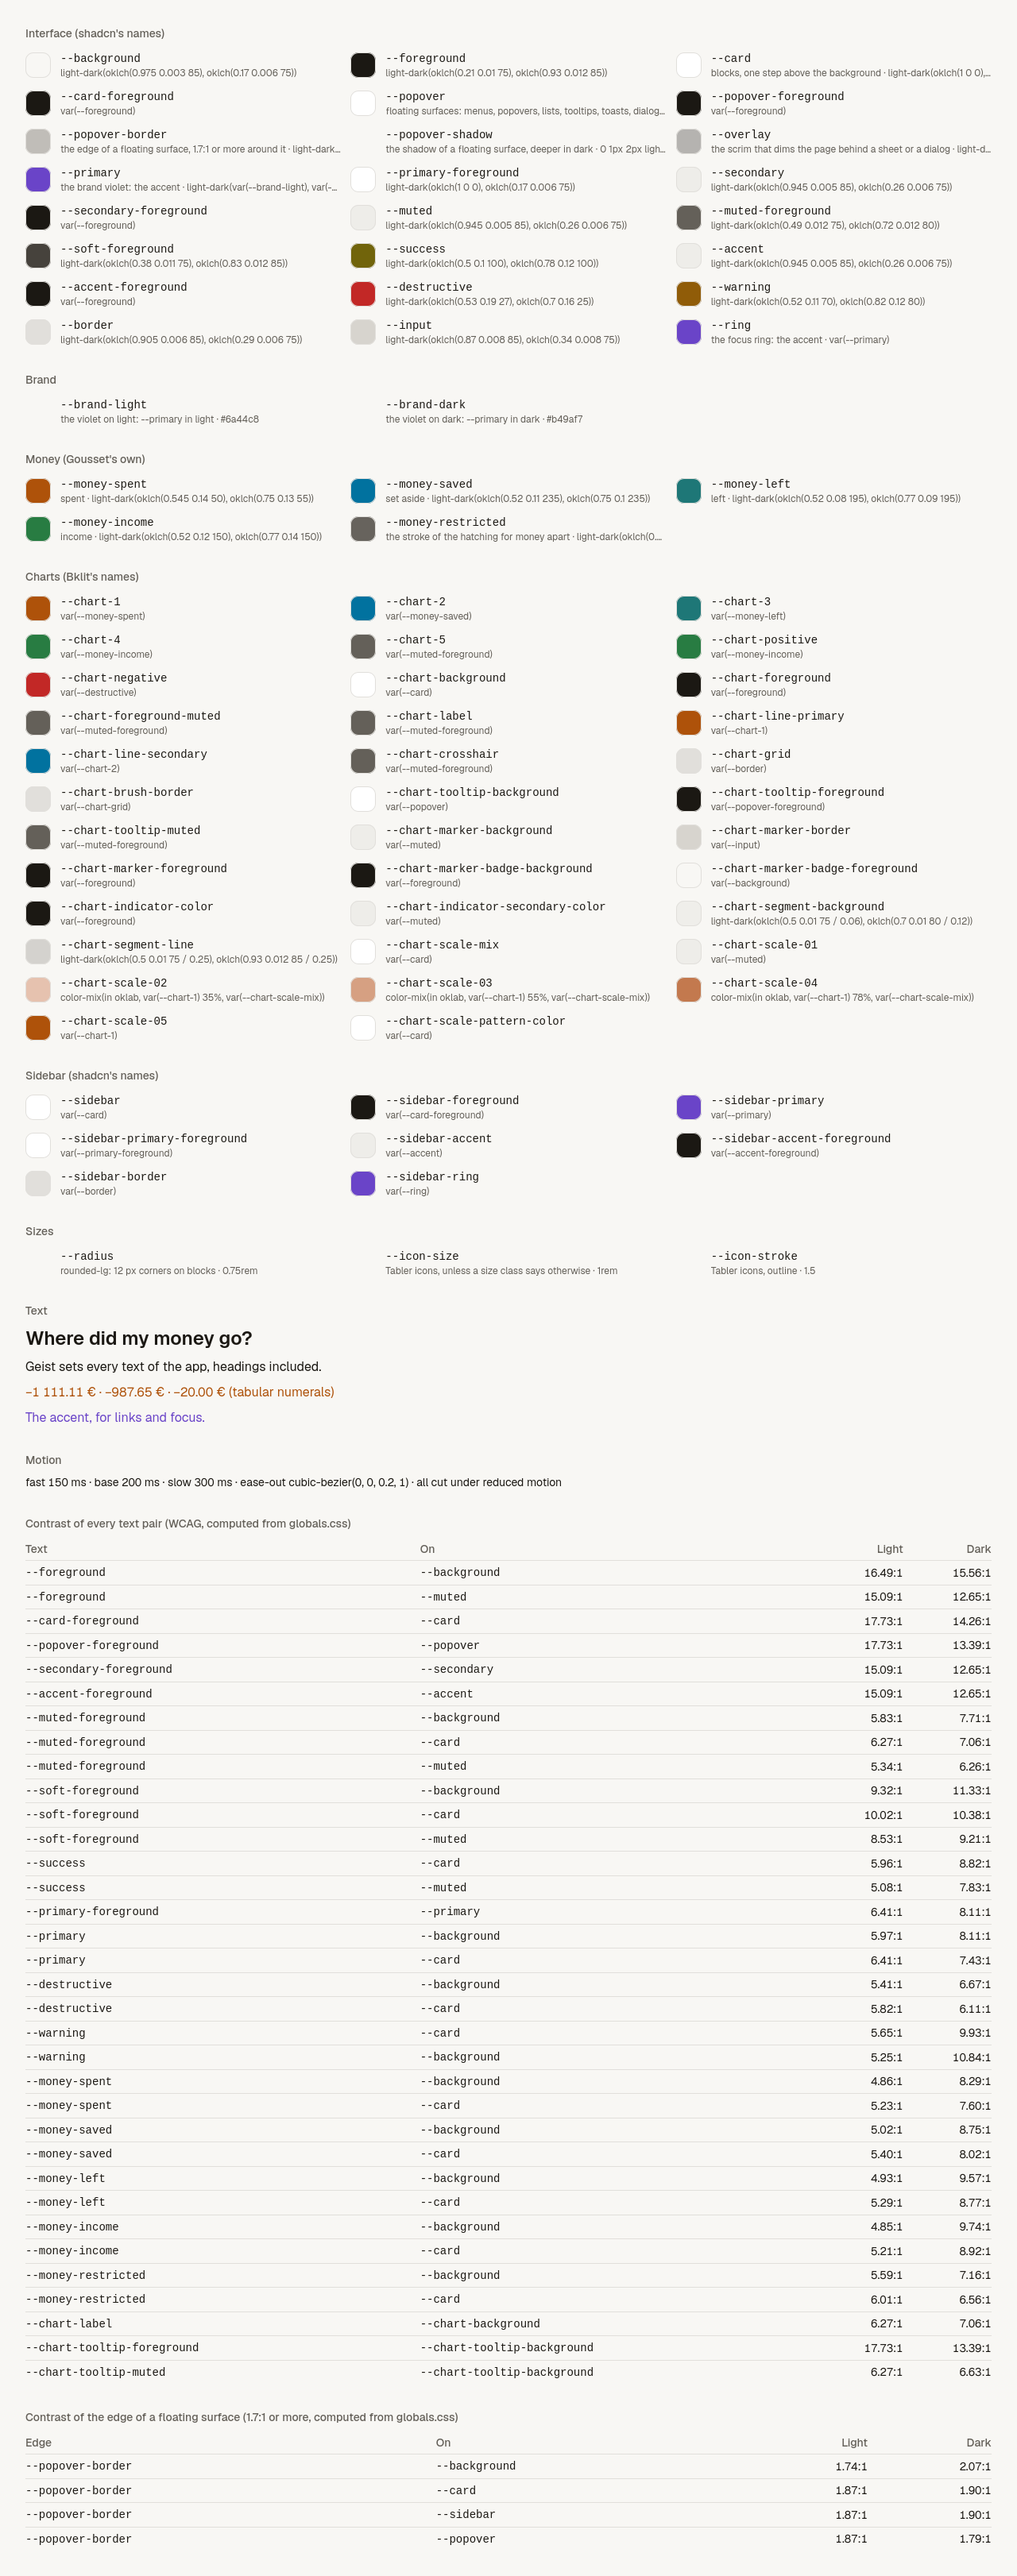 Interface (shadcn's names)
--background
light-dark(oklch(0.975 0.003 85), oklch(0.17 0.006 75))
--foreground
light-dark(oklch(0.21 0.01 75), oklch(0.93 0.012 85))
--card
blocks, one step above the background · light-dark(oklch(1 0 0),...
--card-foreground
var(--foreground)
--popover
floating surfaces: menus, popovers, lists, tooltips, toasts, dialog...
--popover-foreground
var(--foreground)
--popover-border
the edge of a floating surface, 1.7:1 or more around it · light-dark...
--popover-shadow
the shadow of a floating surface, deeper in dark · 0 1px 2px ligh...
--overlay
the scrim that dims the page behind a sheet or a dialog · light-d...
--primary
the brand violet: the accent · light-dark(var(--brand-light), var(-...
--primary-foreground
light-dark(oklch(1 0 0), oklch(0.17 0.006 75))
--secondary
light-dark(oklch(0.945 0.005 85), oklch(0.26 0.006 75))
--secondary-foreground
var(--foreground)
--muted
light-dark(oklch(0.945 0.005 85), oklch(0.26 0.006 75))
--muted-foreground
light-dark(oklch(0.49 0.012 75), oklch(0.72 0.012 80))
--soft-foreground
light-dark(oklch(0.38 0.011 75), oklch(0.83 0.012 85))
--success
light-dark(oklch(0.5 0.1 100), oklch(0.78 0.12 100))
--accent
light-dark(oklch(0.945 0.005 85), oklch(0.26 0.006 75))
--accent-foreground
var(--foreground)
--destructive
light-dark(oklch(0.53 0.19 27), oklch(0.7 0.16 25))
--warning
light-dark(oklch(0.52 0.11 70), oklch(0.82 0.12 80))
--border
light-dark(oklch(0.905 0.006 85), oklch(0.29 0.006 75))
--input
light-dark(oklch(0.87 0.008 85), oklch(0.34 0.008 75))
--ring
the focus ring: the accent · var(--primary)
Brand
--brand-light
the violet on light: --primary in light · #6a44c8
--brand-dark
the violet on dark: --primary in dark · #b49af7
Money (Gousset's own)
--money-spent
spent · light-dark(oklch(0.545 0.14 50), oklch(0.75 0.13 55))
--money-saved
set aside · light-dark(oklch(0.52 0.11 235), oklch(0.75 0.1 235))
--money-left
left · light-dark(oklch(0.52 0.08 195), oklch(0.77 0.09 195))
--money-income
income · light-dark(oklch(0.52 0.12 150), oklch(0.77 0.14 150))
--money-restricted
the stroke of the hatching for money apart · light-dark(oklch(0....
Charts (Bklit's names)
--chart-1
var(--money-spent)
--chart-2
var(--money-saved)
--chart-3
var(--money-left)
--chart-4
var(--money-income)
--chart-5
var(--muted-foreground)
--chart-positive
var(--money-income)
--chart-negative
var(--destructive)
--chart-background
var(--card)
--chart-foreground
var(--foreground)
--chart-foreground-muted
var(--muted-foreground)
--chart-label
var(--muted-foreground)
--chart-line-primary
var(--chart-1)
--chart-line-secondary
var(--chart-2)
--chart-crosshair
var(--muted-foreground)
--chart-grid
var(--border)
--chart-brush-border
var(--chart-grid)
--chart-tooltip-background
var(--popover)
--chart-tooltip-foreground
var(--popover-foreground)
--chart-tooltip-muted
var(--muted-foreground)
--chart-marker-background
var(--muted)
--chart-marker-border
var(--input)
--chart-marker-foreground
var(--foreground)
--chart-marker-badge-background
var(--foreground)
--chart-marker-badge-foreground
var(--background)
--chart-indicator-color
var(--foreground)
--chart-indicator-secondary-color
var(--muted)
--chart-segment-background
light-dark(oklch(0.5 0.01 75 / 0.06), oklch(0.7 0.01 80 / 0.12))
--chart-segment-line
light-dark(oklch(0.5 0.01 75 / 0.25), oklch(0.93 0.012 85 / 0.25))
--chart-scale-mix
var(--card)
--chart-scale-01
var(--muted)
--chart-scale-02
color-mix(in oklab, var(--chart-1) 35%, var(--chart-scale-mix))
--chart-scale-03
color-mix(in oklab, var(--chart-1) 55%, var(--chart-scale-mix))
--chart-scale-04
color-mix(in oklab, var(--chart-1) 78%, var(--chart-scale-mix))
--chart-scale-05
var(--chart-1)
--chart-scale-pattern-color
var(--card)
Sidebar (shadcn's names)
--sidebar
var(--card)
--sidebar-foreground
var(--card-foreground)
--sidebar-primary
var(--primary)
--sidebar-primary-foreground
var(--primary-foreground)
--sidebar-accent
var(--accent)
--sidebar-accent-foreground
var(--accent-foreground)
--sidebar-border
var(--border)
--sidebar-ring
var(--ring)
Sizes
--radius
rounded-lg: 12 px corners on blocks · 0.75rem
--icon-size
Tabler icons, unless a size class says otherwise · 1rem
--icon-stroke
Tabler icons, outline · 1.5
Text
Where did my money go?
Geist sets every text of the app, headings included.
−1 111.11 € · −987.65 € · −20.00 € (tabular numerals)
The accent, for links and focus.
Motion
fast 150 ms · base 200 ms · slow 300 ms · ease-out cubic-bezier(0, 0, 0.2, 1) · all cut under reduced motion
Contrast of every text pair (WCAG, computed from globals.css)
Text On Light Dark
--foreground --background 16.49:1 15.56:1
--foreground --muted 15.09:1 12.65:1
--card-foreground --card 17.73:1 14.26:1
--popover-foreground --popover 17.73:1 13.39:1
--secondary-foreground --secondary 15.09:1 12.65:1
--accent-foreground --accent 15.09:1 12.65:1
--muted-foreground --background 5.83:1 7.71:1
--muted-foreground --card 6.27:1 7.06:1
--muted-foreground --muted 5.34:1 6.26:1
--soft-foreground --background 9.32:1 11.33:1
--soft-foreground --card 10.02:1 10.38:1
--soft-foreground --muted 8.53:1 9.21:1
--success --card 5.96:1 8.82:1
--success --muted 5.08:1 7.83:1
--primary-foreground --primary 6.41:1 8.11:1
--primary --background 5.97:1 8.11:1
--primary --card 6.41:1 7.43:1
--destructive --background 5.41:1 6.67:1
--destructive --card 5.82:1 6.11:1
--warning --card 5.65:1 9.93:1
--warning --background 5.25:1 10.84:1
--money-spent --background 4.86:1 8.29:1
--money-spent --card 5.23:1 7.60:1
--money-saved --background 5.02:1 8.75:1
--money-saved --card 5.40:1 8.02:1
--money-left --background 4.93:1 9.57:1
--money-left --card 5.29:1 8.77:1
--money-income --background 4.85:1 9.74:1
--money-income --card 5.21:1 8.92:1
--money-restricted --background 5.59:1 7.16:1
--money-restricted --card 6.01:1 6.56:1
--chart-label --chart-background 6.27:1 7.06:1
--chart-tooltip-foreground --chart-tooltip-background 17.73:1 13.39:1
--chart-tooltip-muted --chart-tooltip-background 6.27:1 6.63:1
Contrast of the edge of a floating surface (1.7:1 or more, computed from globals.css)
Edge On Light Dark
--popover-border --background 1.74:1 2.07:1
--popover-border --card 1.87:1 1.90:1
--popover-border --sidebar 1.87:1 1.90:1
--popover-border --popover 1.87:1 1.79:1